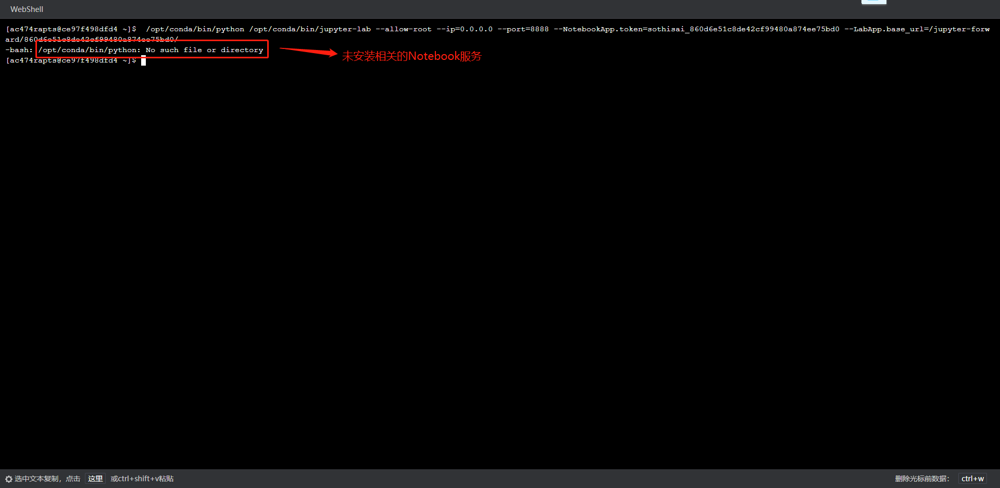 WebShell
[ac474rapts@ce97f498dfd4 ~]$  /opt/conda/bin/python /opt/conda/bin/jupyter-lab --allow-root --ip=0.0.0.0 --port=8888 --NotebookApp.token=sothisai_860d6e51c8de42cf99480a874ee75bd0 --LabApp.base_url=/jupyter-forw
ard/860d6e51c8de42cf99480a874ee75bd0/
-bash: /opt/conda/bin/python: No such file or directory
未安装相关的Notebook服务
[ac474rapts@ce97f498dfd4 ~]$
选中文本复制，点击 这里 或ctrl+shift+v粘贴
删除光标前数据： ctrl+w